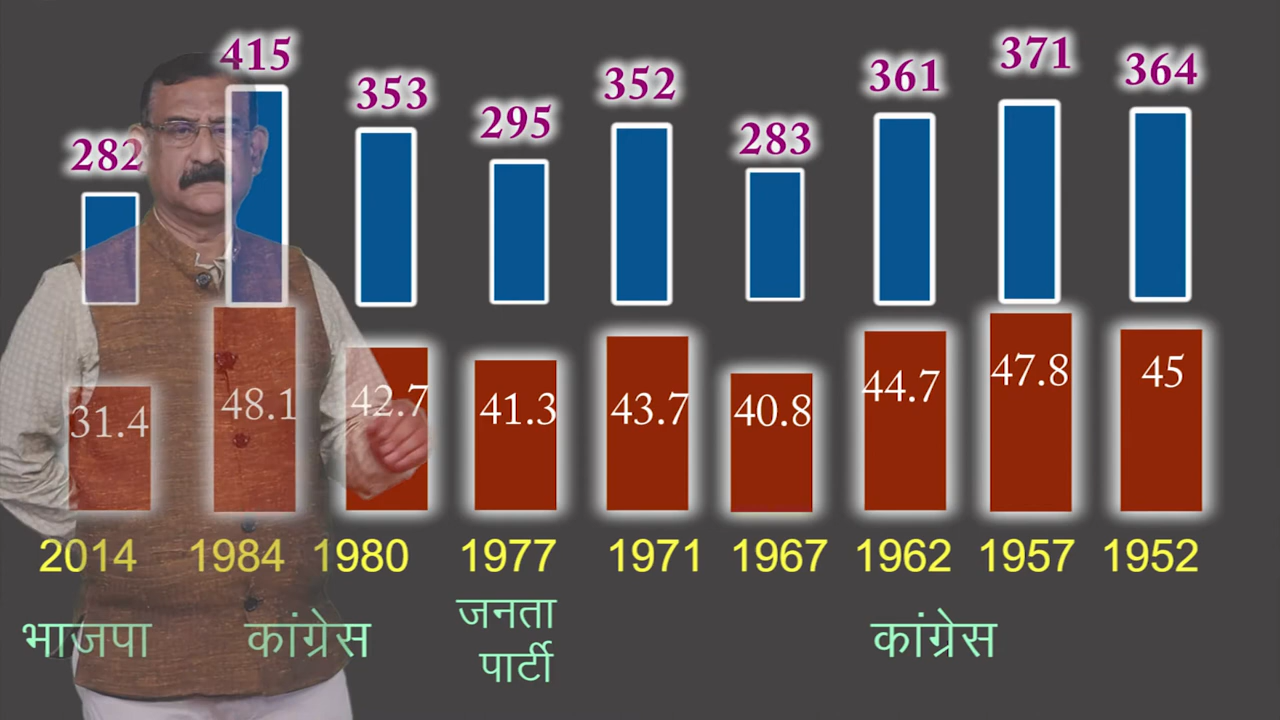 282 415 353 295 352 283 361 371 364
31.4 48.1 42.7 41.3 43.7 40.8 44.7 47.8 45
2014 1984 1980 1977 1971 1967 1962 1957 1952
भाजपा कांग्रेस जनता कांग्रेस
पार्टी